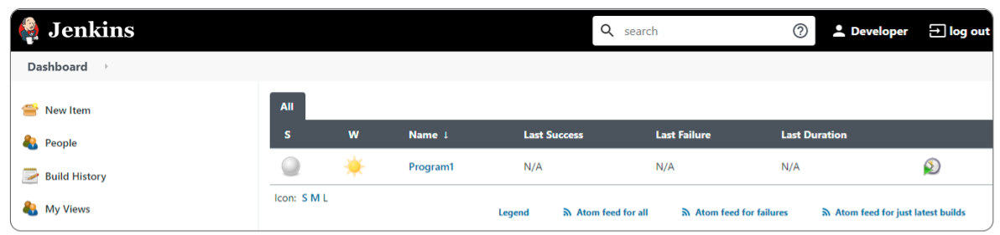 Jenkins
search
Developer
log out
Dashboard
New Item
People
Build History
My Views
All
S W Name ↓ Last Success Last Failure Last Duration
Program1 N/A N/A N/A
Icon: S M L
Legend Atom feed for all Atom feed for failures Atom feed for just latest builds